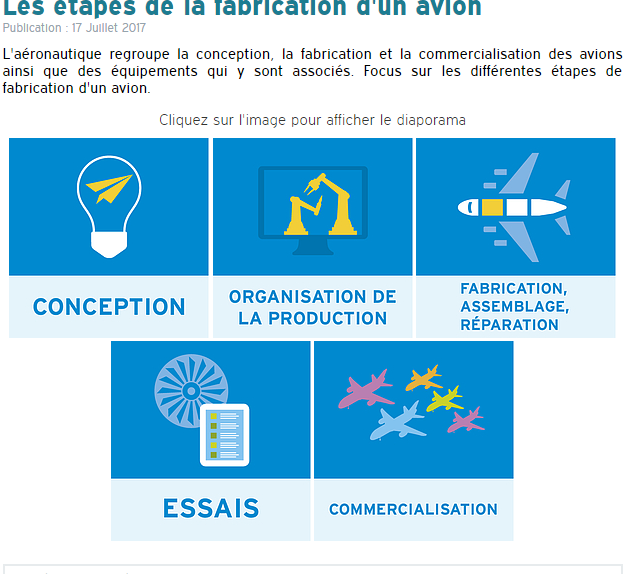 Les étapes de la fabrication d'un avion
Publication : 17 Juillet 2017
L'aéronautique regroupe la conception, la fabrication et la commercialisation des avions
ainsi que des équipements qui y sont associés. Focus sur les différentes étapes de
fabrication d'un avion.
Cliquez sur l'image pour afficher le diaporama
CONCEPTION
ORGANISATION DE
LA PRODUCTION
FABRICATION,
ASSEMBLAGE,
RÉPARATION
ESSAIS
COMMERCIALISATION